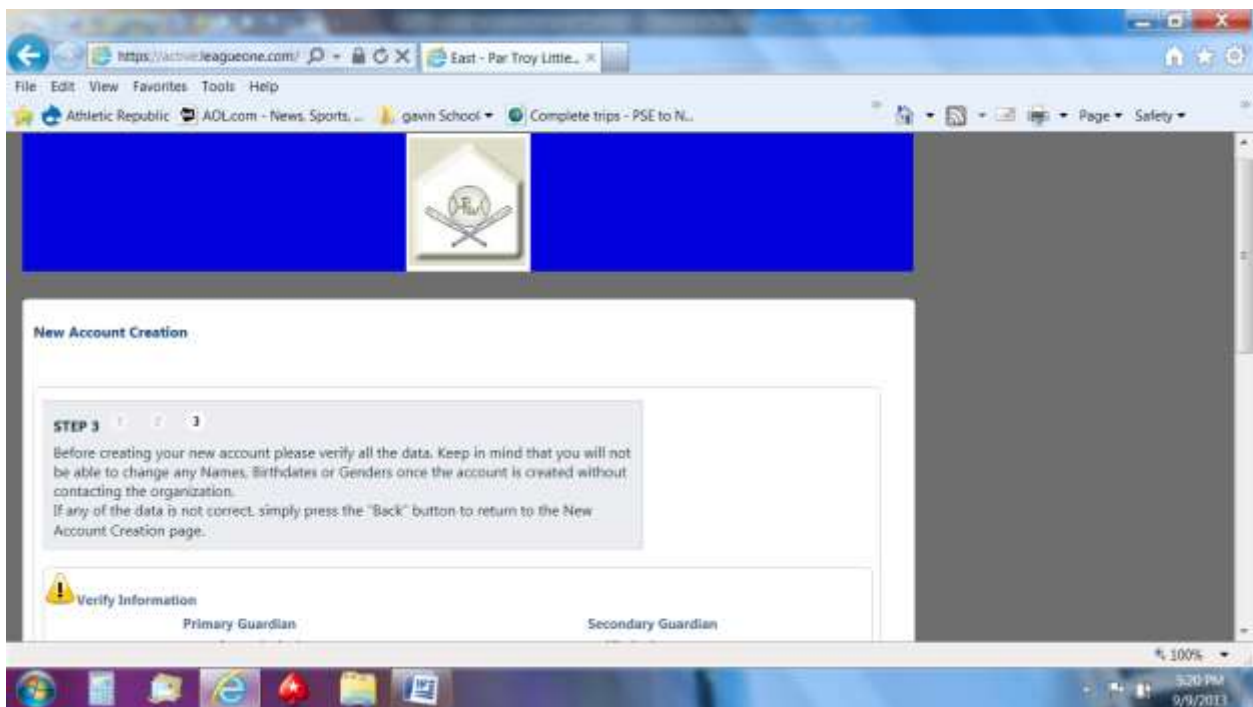 https://active.leagueone.com/
East - Par Troy Little...
File Edit View Favorites Tools Help
Athletic Republic AOL.com - News, Sports, ... gavin School Complete trips - PSE to N...
Page Safety
New Account Creation
STEP 3 1 2 3
Before creating your new account please verify all the data. Keep in mind that you will not
be able to change any Names, Birthdates or Genders once the account is created without
contacting the organization.
If any of the data is not correct, simply press the "Back" button to return to the New
Account Creation page.
Verify Information
Primary Guardian Secondary Guardian
100%
5:20 PM
9/9/2013